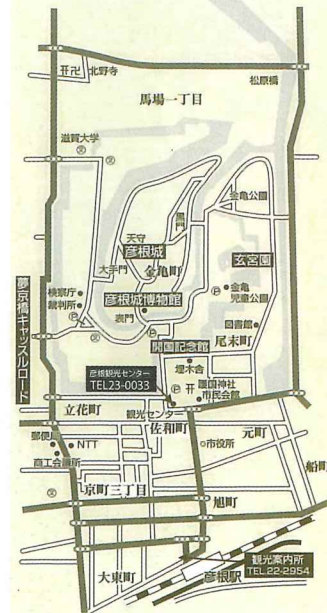 北野寺
松原橋
馬場一丁目
滋賀大学
金亀公園
黒門
天守
彦根城
大手門
金亀町
玄宮園
彦根城博物館
金亀
児童公園
検察庁
裁判所
表門
図書館
夢京橋キャッスルロード
開国記念館
尾末町
埋木舎
彦根観光センター
TEL23-0033
護国神社
市民会館
立花町
観光センター
佐和町
元町
郵便局
NTT
市役所
商工会議所
船町
京町三丁目
旭町
大東町
彦根駅
観光案内所
TEL 22-2954